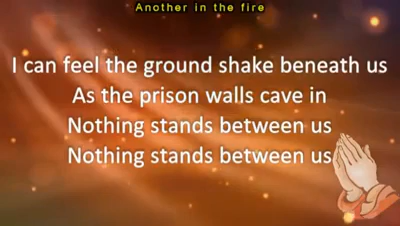 Another in the fire
I can feel the ground shake beneath us
As the prison walls cave in
Nothing stands between us
Nothing stands between us